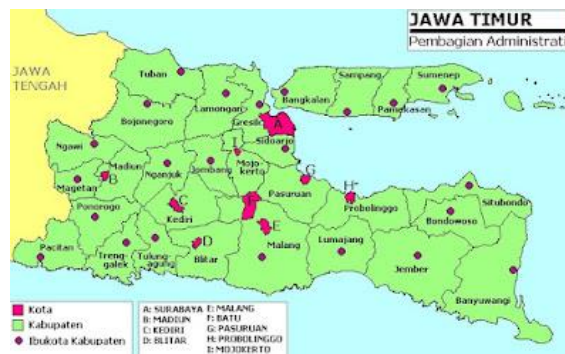 JAWA TIMUR
Pembagian Administrati
JAWA
TENGAH
Tuban
Bangkalan
Sampang
Pamekasan
Sumenep
Lamongan
Bojonegoro
Gresik
A
Sidoarjo
Ngawi
Madiun
B
Magetan
Nganjuk
Jombang
I
Mojo-
kerto
Pasuruan
G
H
Probolinggo
Situbondo
Bondowoso
Ponorogo
C
Kediri
F
E
Pacitan
Treng-
galek
Tulung-
agung
D
Blitar
Malang
Lumajang
Jember
Banyuwangi
Kota
Kabupaten
Ibukota Kabupaten
A: SURABAYA
B: MADIUN
C: KEDIRI
D: BLITAR
E: MALANG
F: BATU
G: PASURUAN
H: PROBOLINGGO
I: MOJOKERTO